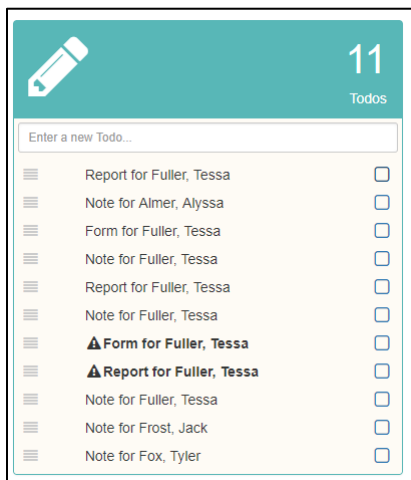 11
Todos
Enter a new Todo...
Report for Fuller, Tessa
Note for Almer, Alyssa
Form for Fuller, Tessa
Note for Fuller, Tessa
Report for Fuller, Tessa
Note for Fuller, Tessa
Form for Fuller, Tessa
Report for Fuller, Tessa
Note for Fuller, Tessa
Note for Frost, Jack
Note for Fox, Tyler